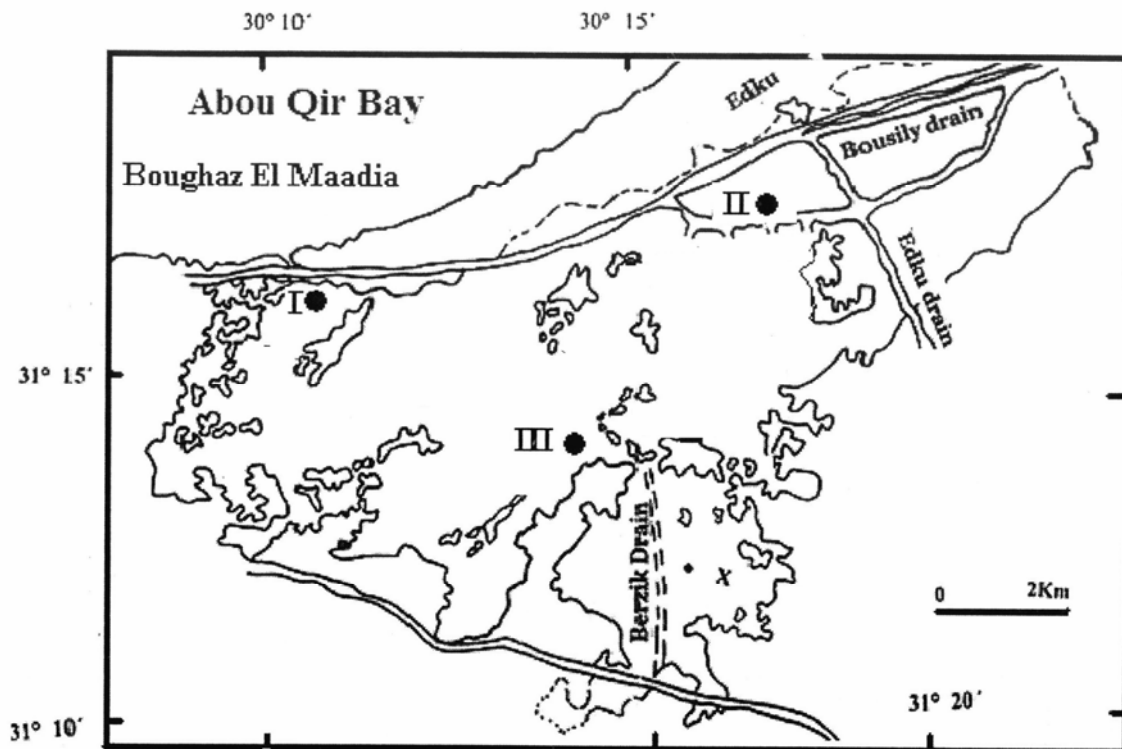 30° 10´
30° 15´
Abou Qir Bay
Edku
Bousily drain
Boughaz El Maadia
II
Edku drain
I
31° 15´
III
Berzik Drain
X
0 2Km
31° 20´
31° 10´